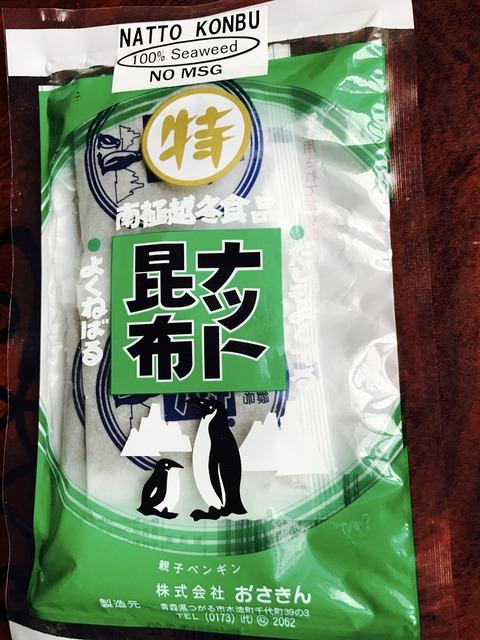 NATTO KONBU
100% Seaweed
NO MSG
特
南極越冬食品
ナット
昆布
よくねばる
親子ペンギン
株式会社 おさきん
製造元
青森県つがる市木造町千代町39の3
TEL (0173) ㈹ 42 2062